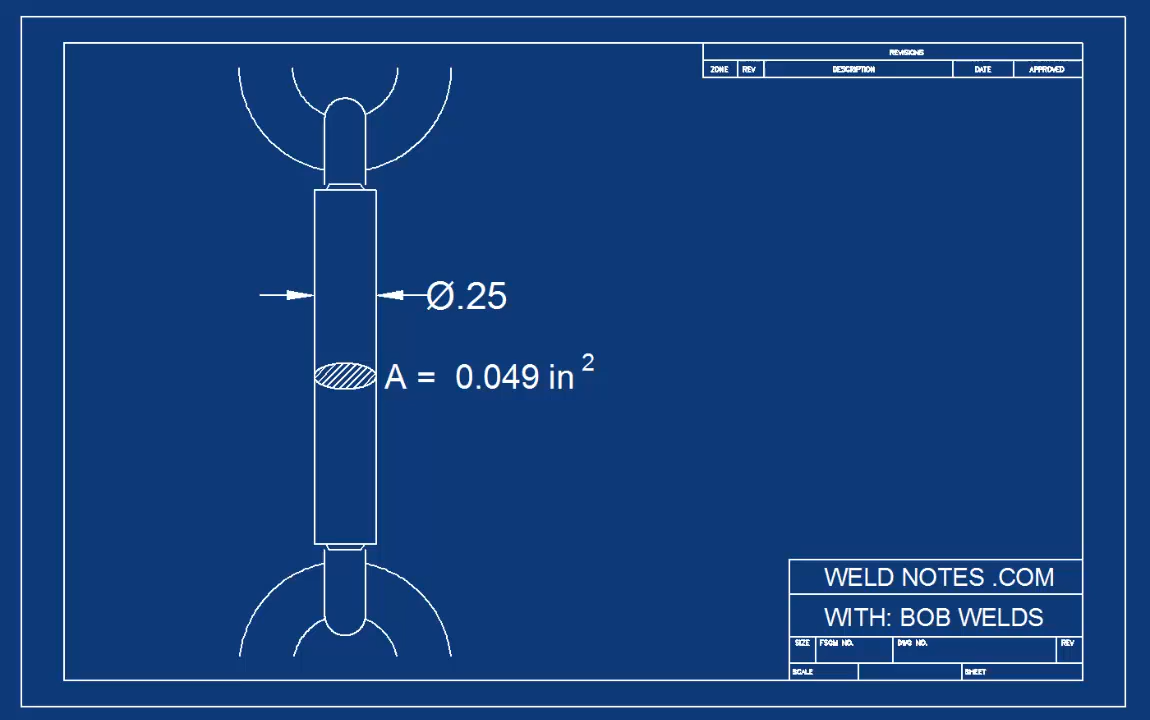 REVISIONS
ZONE REV DESCRIPTION DATE APPROVED
Ø.25
A = 0.049 in 2
WELD NOTES .COM
WITH: BOB WELDS
SIZE FSCM NO. DWG NO. REV
SCALE SHEET